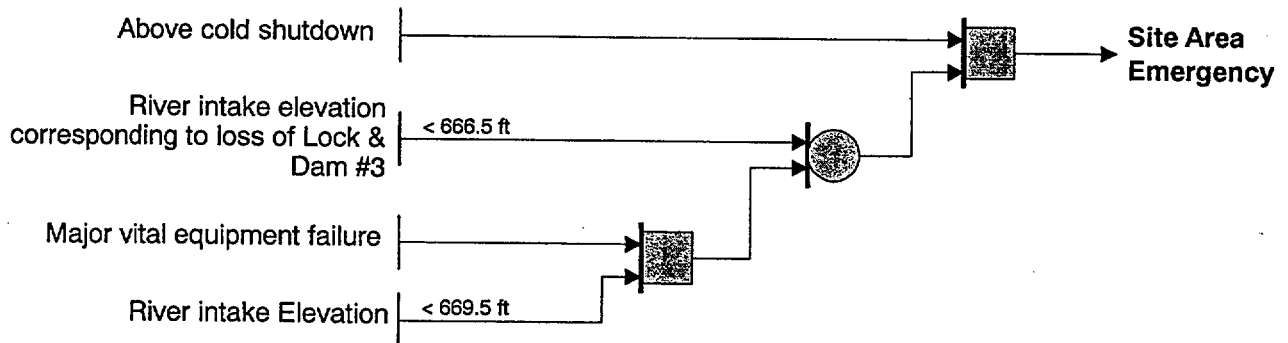 Above cold shutdown
Site Area
Emergency
River intake elevation
corresponding to loss of Lock &
Dam #3
< 666.5 ft
Major vital equipment failure
River intake Elevation
< 669.5 ft